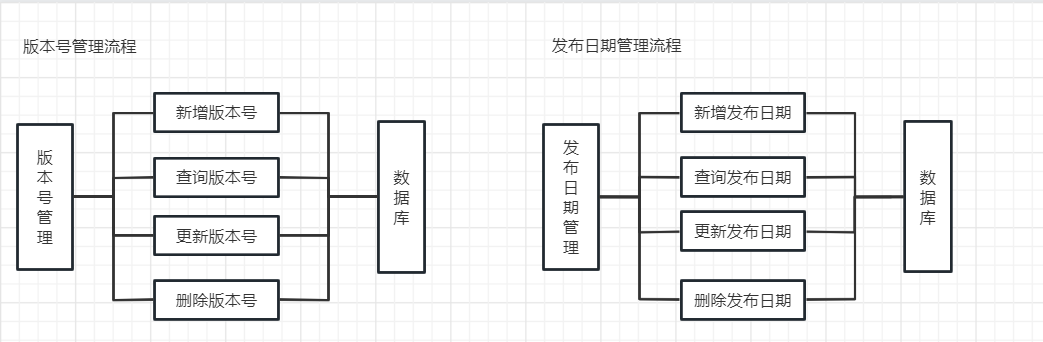 版本号管理流程
版本号管理
新增版本号
查询版本号
更新版本号
删除版本号
数据库
发布日期管理流程
发布日期管理
新增发布日期
查询发布日期
更新发布日期
删除发布日期
数据库